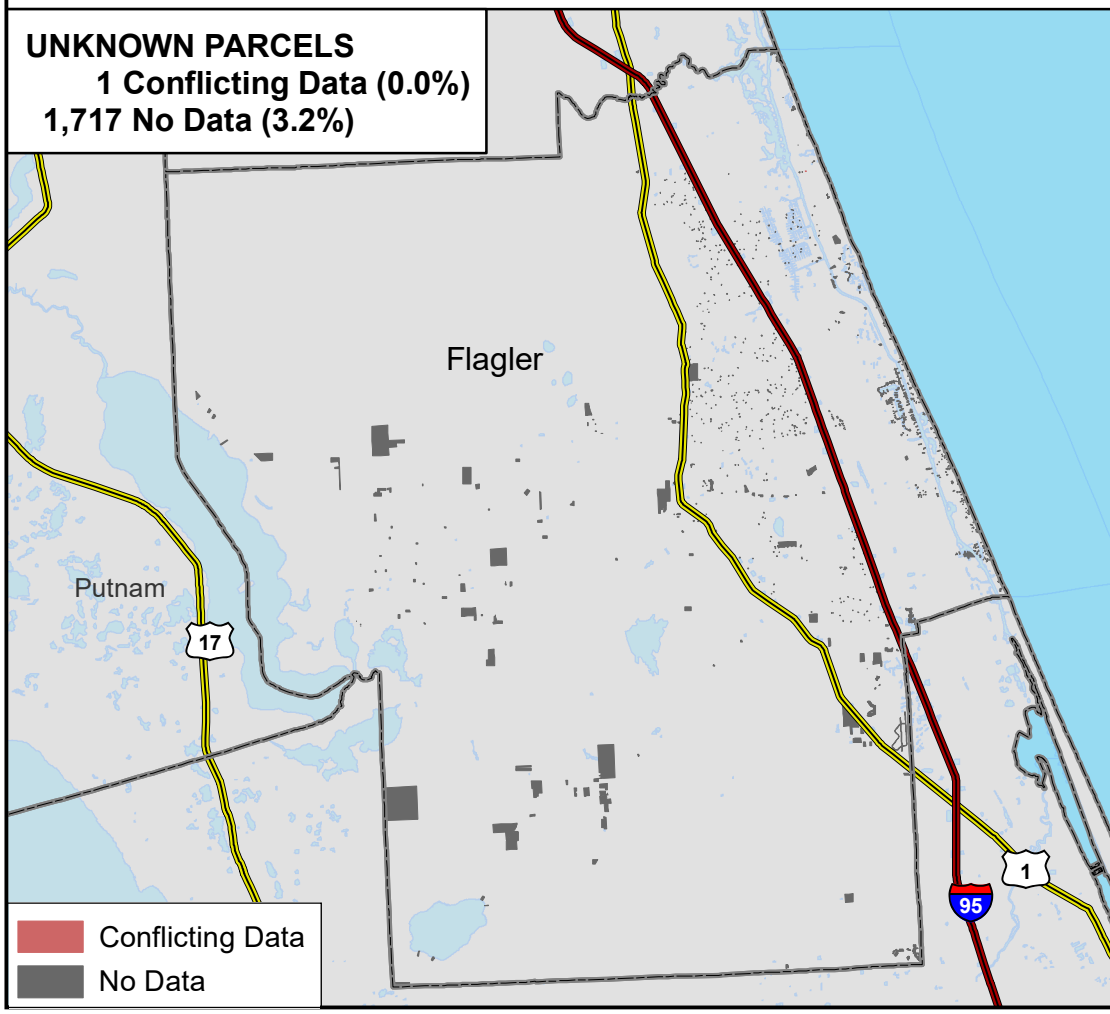 UNKNOWN PARCELS
1 Conflicting Data (0.0%)
1,717 No Data (3.2%)
Flagler
Putnam
17
1
95
Conflicting Data
No Data